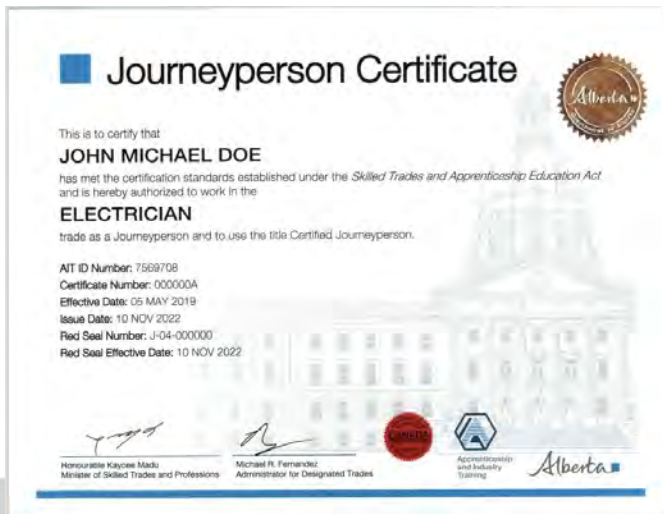 Journeyperson Certificate
Alberta
This is to certify that
JOHN MICHAEL DOE
has met the certification standards established under the Skilled Trades and Apprenticeship Education Act
and is hereby authorized to work in the
ELECTRICIAN
trade as a Journeyperson and to use the title Certified Journeyperson.
AIT ID Number: 7569708
Certificate Number: 000000A
Effective Date: 05 MAY 2019
Issue Date: 10 NOV 2022
Red Seal Number: J-04-000000
Red Seal Effective Date: 10 NOV 2022
CANADA
Honourable Kaycee Madu
Minister of Skilled Trades and Professions
Michael R. Fernandez
Administrator for Designated Trades
Apprenticeship
and Industry
Training
Alberta